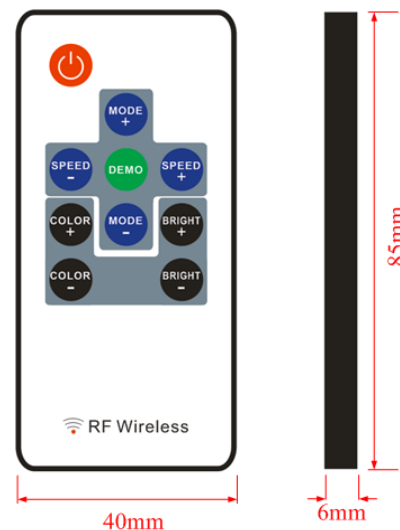 MODE
+
SPEED
-
DEMO
SPEED
+
COLOR
+
MODE
-
BRIGHT
+
COLOR
-
BRIGHT
-
RF Wireless
40mm
6mm
85mm